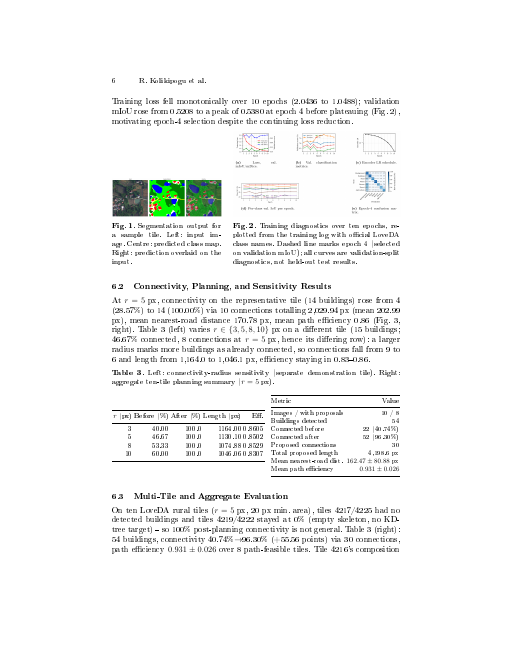 6 R. Kolikipogu et al.
Training loss fell monotonically over 10 epochs (2.0436 to 1.0488); validation
mIoU rose from 0.5208 to a peak of 0.5380 at epoch 4 before plateauing (Fig. 2),
motivating epoch-4 selection despite the continuing loss reduction.
Fig. 1. Segmentation output for
a sample tile. Left: input im-
age. Centre: predicted class map.
Right: prediction overlaid on the
input.
Fig. 2. Training diagnostics over ten epochs, re-
plotted from the training log with official LoveDA
class names. Dashed line marks epoch 4 (selected
on validation mIoU); all curves are validation-split
diagnostics, not held-out test results.
6.2 Connectivity, Planning, and Sensitivity Results
At r = 5 px, connectivity on the representative tile (14 buildings) rose from 4
(28.57%) to 14 (100.00%) via 10 connections totalling 2,029.94 px (mean 202.99
px), mean nearest-road distance 170.78 px, mean path efficiency 0.86 (Fig. 3,
right). Table 3 (left) varies r ∈ {3, 5, 8, 10} px on a different tile (15 buildings;
46.67% connected, 8 connections at r = 5 px, hence its differing row): a larger
radius marks more buildings as already connected, so connections fall from 9 to
6 and length from 1,164.0 to 1,046.1 px, efficiency staying in 0.83–0.86.
Table 3. Left: connectivity-radius sensitivity (separate demonstration tile). Right:
aggregate ten-tile planning summary (r = 5 px).
r (px) Before (%) After (%) Length (px) Eff.
3 40.00 100.0 1164.00 0.8605
5 46.67 100.0 1130.10 0.8502
8 53.33 100.0 1074.88 0.8529
10 60.00 100.0 1046.06 0.8307
Metric Value
Images / with proposals 10 / 8
Buildings detected 54
Connected before 22 (40.74%)
Connected after 52 (96.30%)
Proposed connections 30
Total proposed length 4,198.6 px
Mean nearest-road dist. 162.47 ± 80.88 px
Mean path efficiency 0.931 ± 0.026
6.3 Multi-Tile and Aggregate Evaluation
On ten LoveDA rural tiles (r = 5 px, 20 px min. area), tiles 4217/4225 had no
detected buildings and tiles 4219/4222 stayed at 0% (empty skeleton, no KD-
tree target) – so 100% post-planning connectivity is not general. Table 3 (right):
54 buildings, connectivity 40.74%→96.30% (+55.56 points) via 30 connections,
path efficiency 0.931 ± 0.026 over 8 path-feasible tiles. Tile 4216's composition